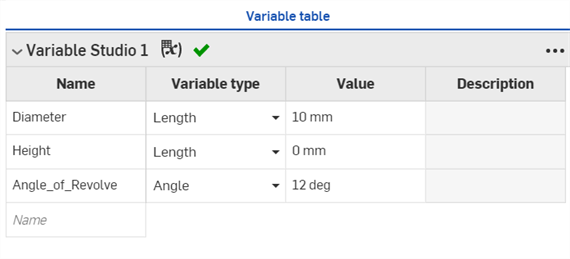 Variable table
Variable Studio 1 (x) •••
Name Variable type Value Description
Diameter Length 10 mm
Height Length 0 mm
Angle_of_Revolve Angle 12 deg
Name